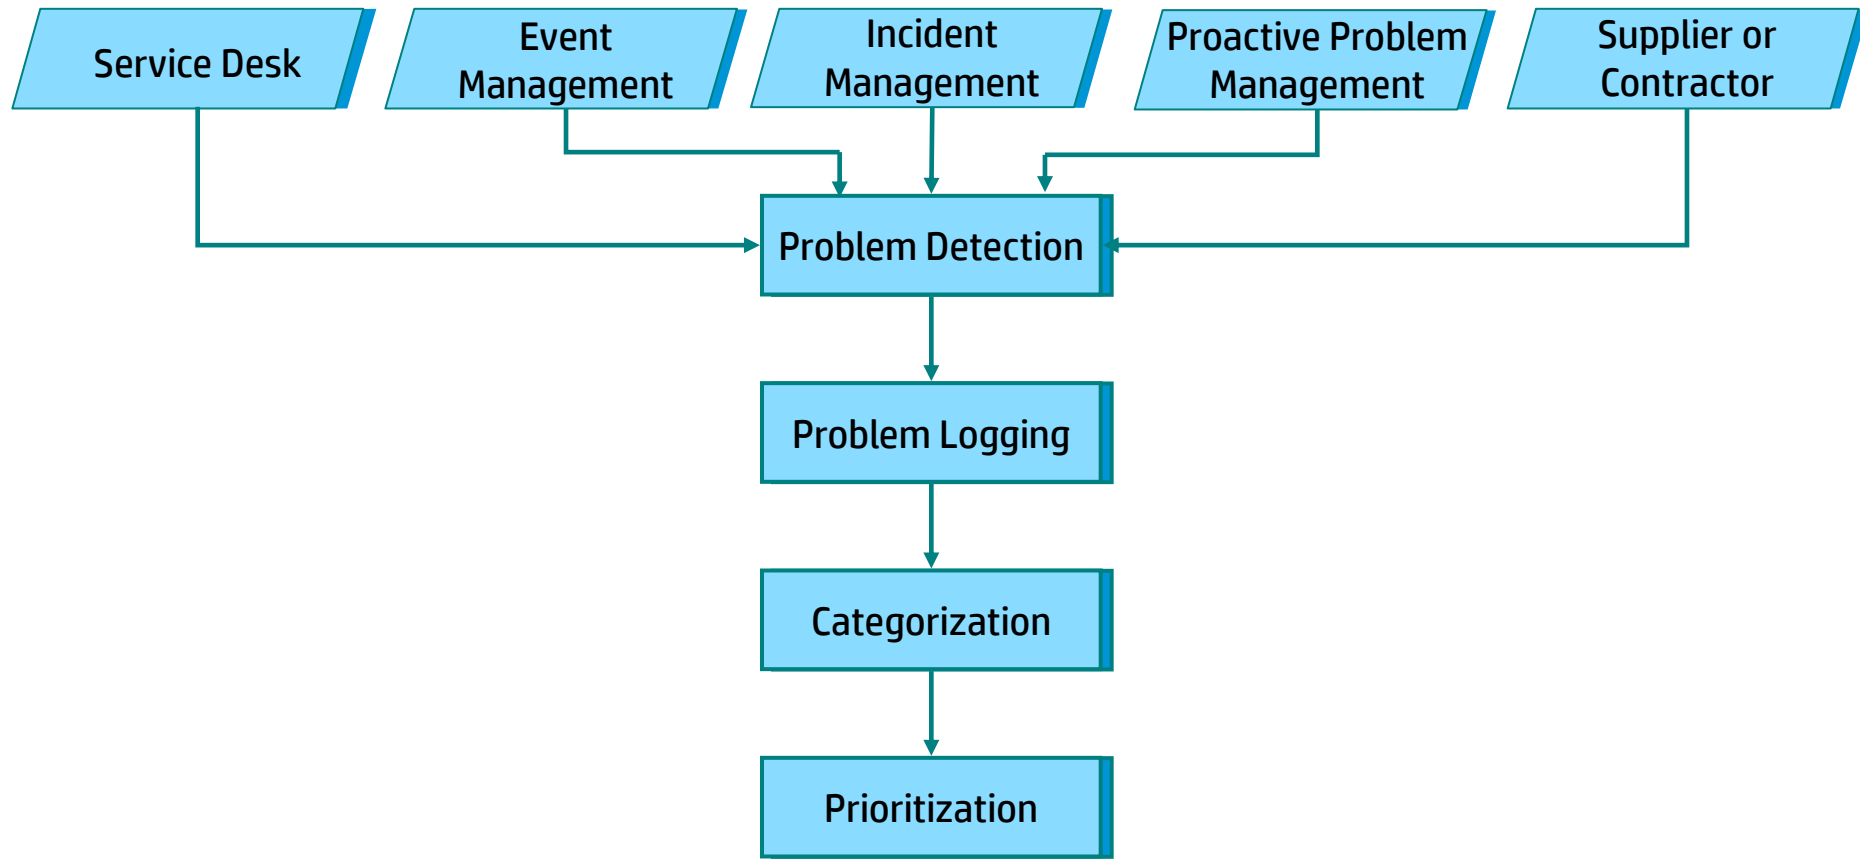 Service Desk
Event
Management
Incident
Management
Proactive Problem
Management
Supplier or
Contractor
Problem Detection
Problem Logging
Categorization
Prioritization